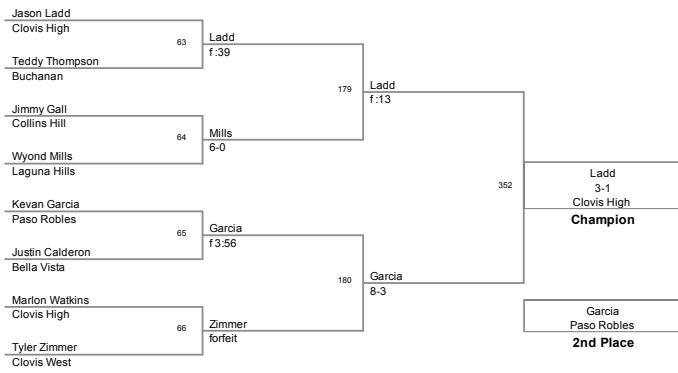 Jason Ladd
Clovis High
63
Teddy Thompson
Buchanan
Ladd
f :39
Jimmy Gall
Collins Hill
64
Wyond Mills
Laguna Hills
Mills
6-0
179
Ladd
f :13
Kevan Garcia
Paso Robles
65
Justin Calderon
Bella Vista
Garcia
f 3:56
Marlon Watkins
Clovis High
66
Tyler Zimmer
Clovis West
Zimmer
forfeit
180
Garcia
8-3
352
Ladd
3-1
Clovis High
Champion
Garcia
Paso Robles
2nd Place